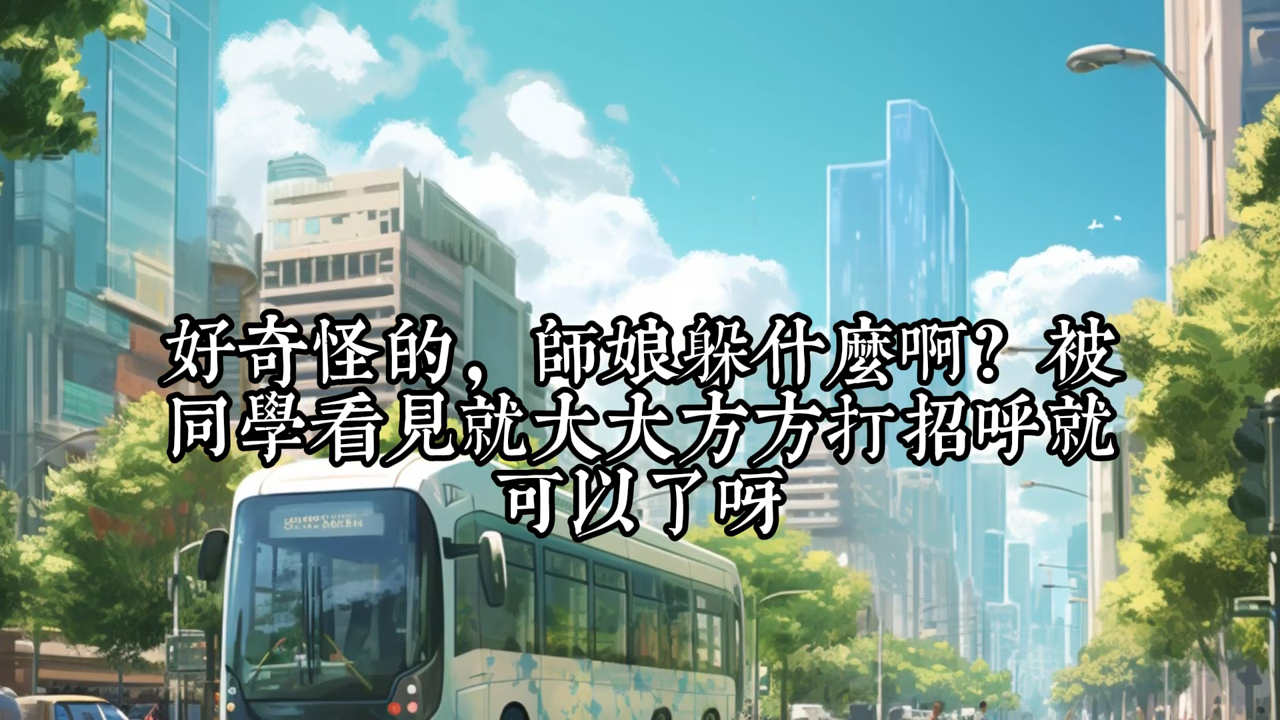 好奇怪的，師娘躲什麼啊？被
同學看見就大大方方打招呼就
可以了呀